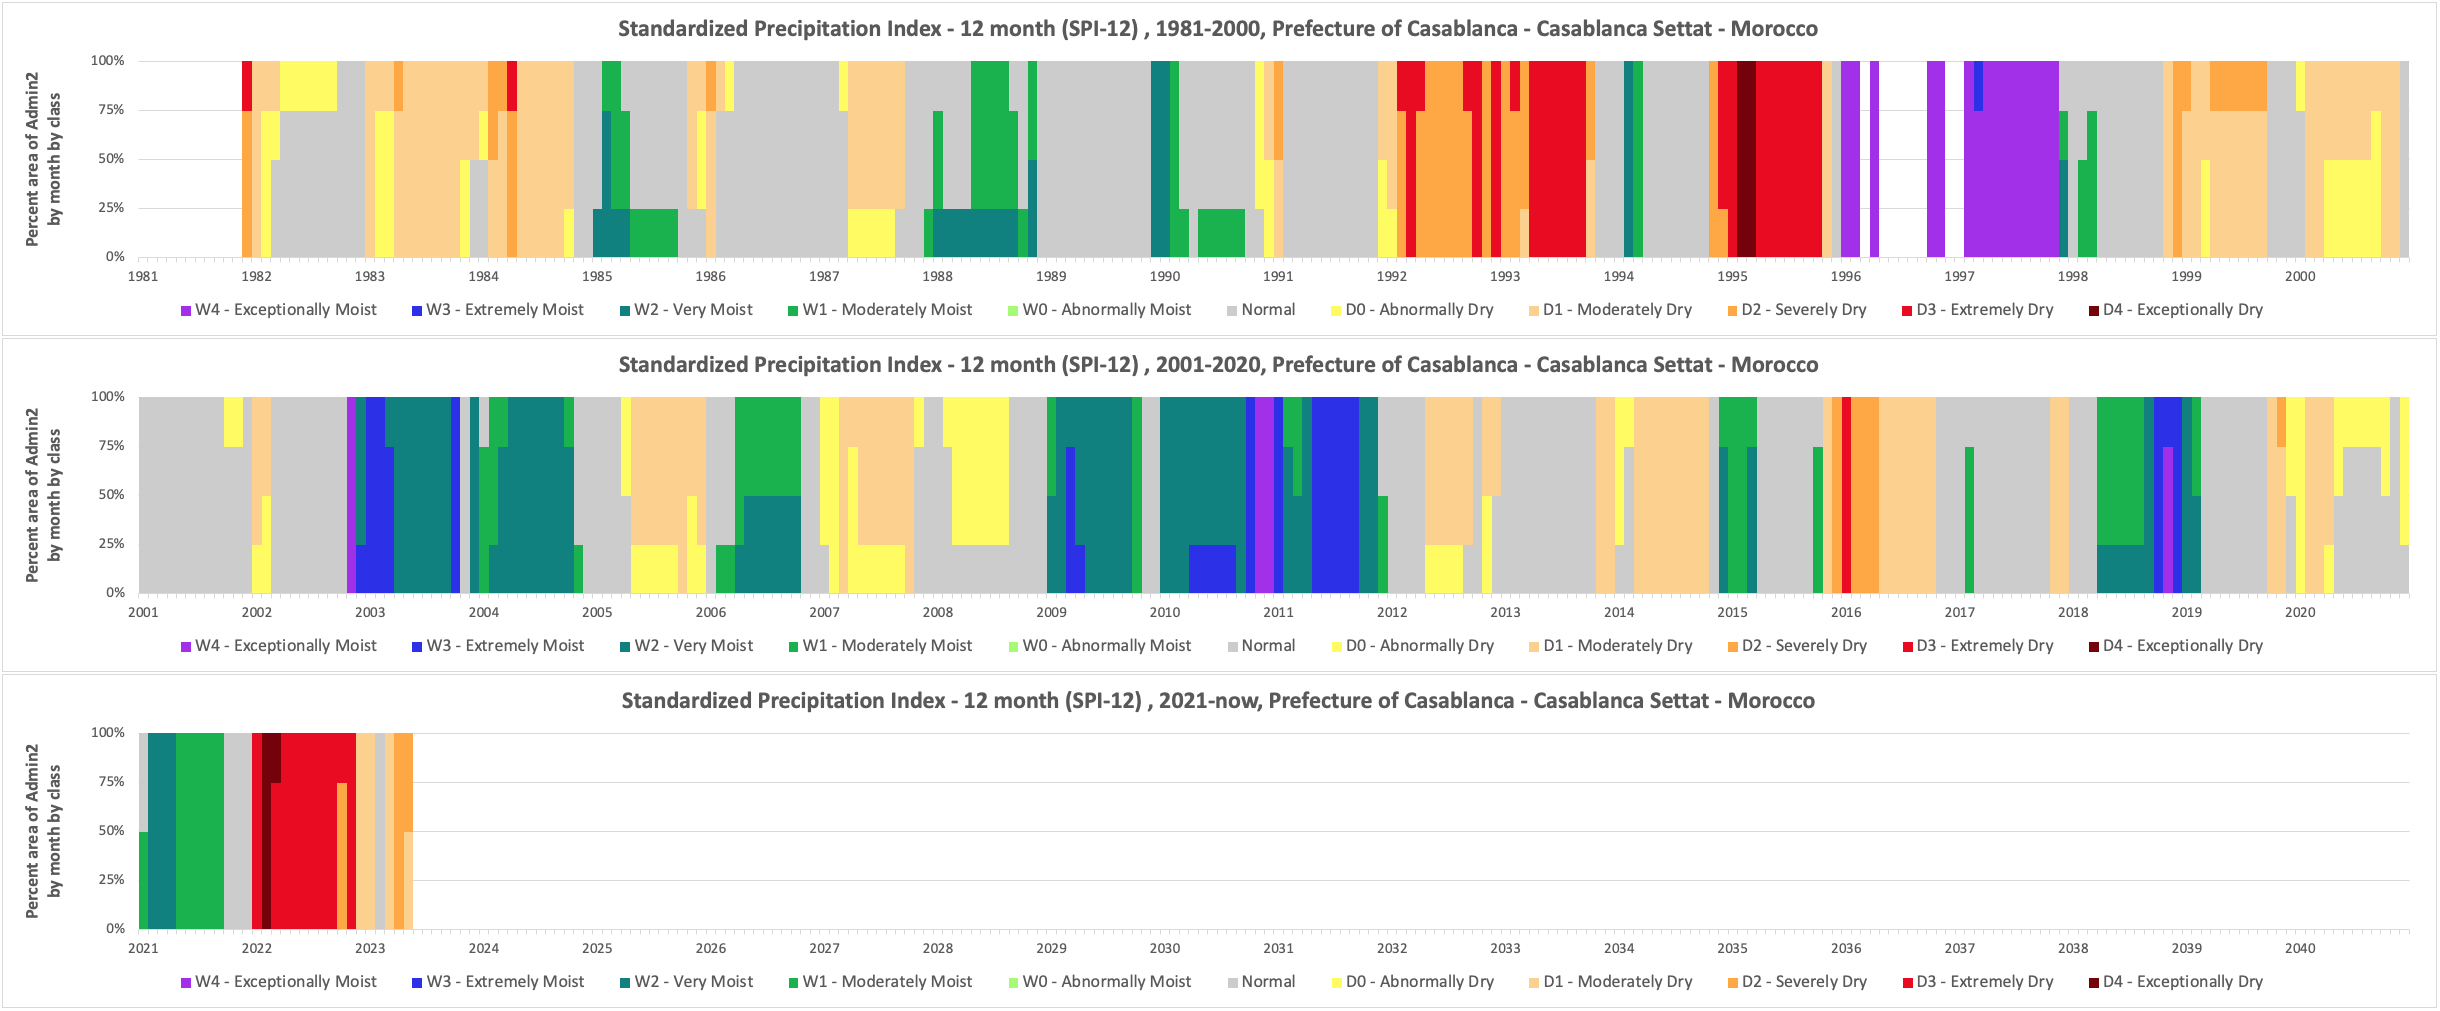 Standardized Precipitation Index - 12 month (SPI-12) , 1981-2000, Prefecture of Casablanca - Casablanca Settat - Morocco
Percent area of Admin2
by month by class
100%
75%
50%
25%
0%
1981 1982 1983 1984 1985 1986 1987 1988 1989 1990 1991 1992 1993 1994 1995 1996 1997 1998 1999 2000
W4 - Exceptionally Moist W3 - Extremely Moist W2 - Very Moist W1 - Moderately Moist W0 - Abnormally Moist Normal D0 - Abnormally Dry D1 - Moderately Dry D2 - Severely Dry D3 - Extremely Dry D4 - Exceptionally Dry
Standardized Precipitation Index - 12 month (SPI-12) , 2001-2020, Prefecture of Casablanca - Casablanca Settat - Morocco
Percent area of Admin2
by month by class
100%
75%
50%
25%
0%
2001 2002 2003 2004 2005 2006 2007 2008 2009 2010 2011 2012 2013 2014 2015 2016 2017 2018 2019 2020
W4 - Exceptionally Moist W3 - Extremely Moist W2 - Very Moist W1 - Moderately Moist W0 - Abnormally Moist Normal D0 - Abnormally Dry D1 - Moderately Dry D2 - Severely Dry D3 - Extremely Dry D4 - Exceptionally Dry
Standardized Precipitation Index - 12 month (SPI-12) , 2021-now, Prefecture of Casablanca - Casablanca Settat - Morocco
Percent area of Admin2
by month by class
100%
75%
50%
25%
0%
2021 2022 2023 2024 2025 2026 2027 2028 2029 2030 2031 2032 2033 2034 2035 2036 2037 2038 2039 2040
W4 - Exceptionally Moist W3 - Extremely Moist W2 - Very Moist W1 - Moderately Moist W0 - Abnormally Moist Normal D0 - Abnormally Dry D1 - Moderately Dry D2 - Severely Dry D3 - Extremely Dry D4 - Exceptionally Dry